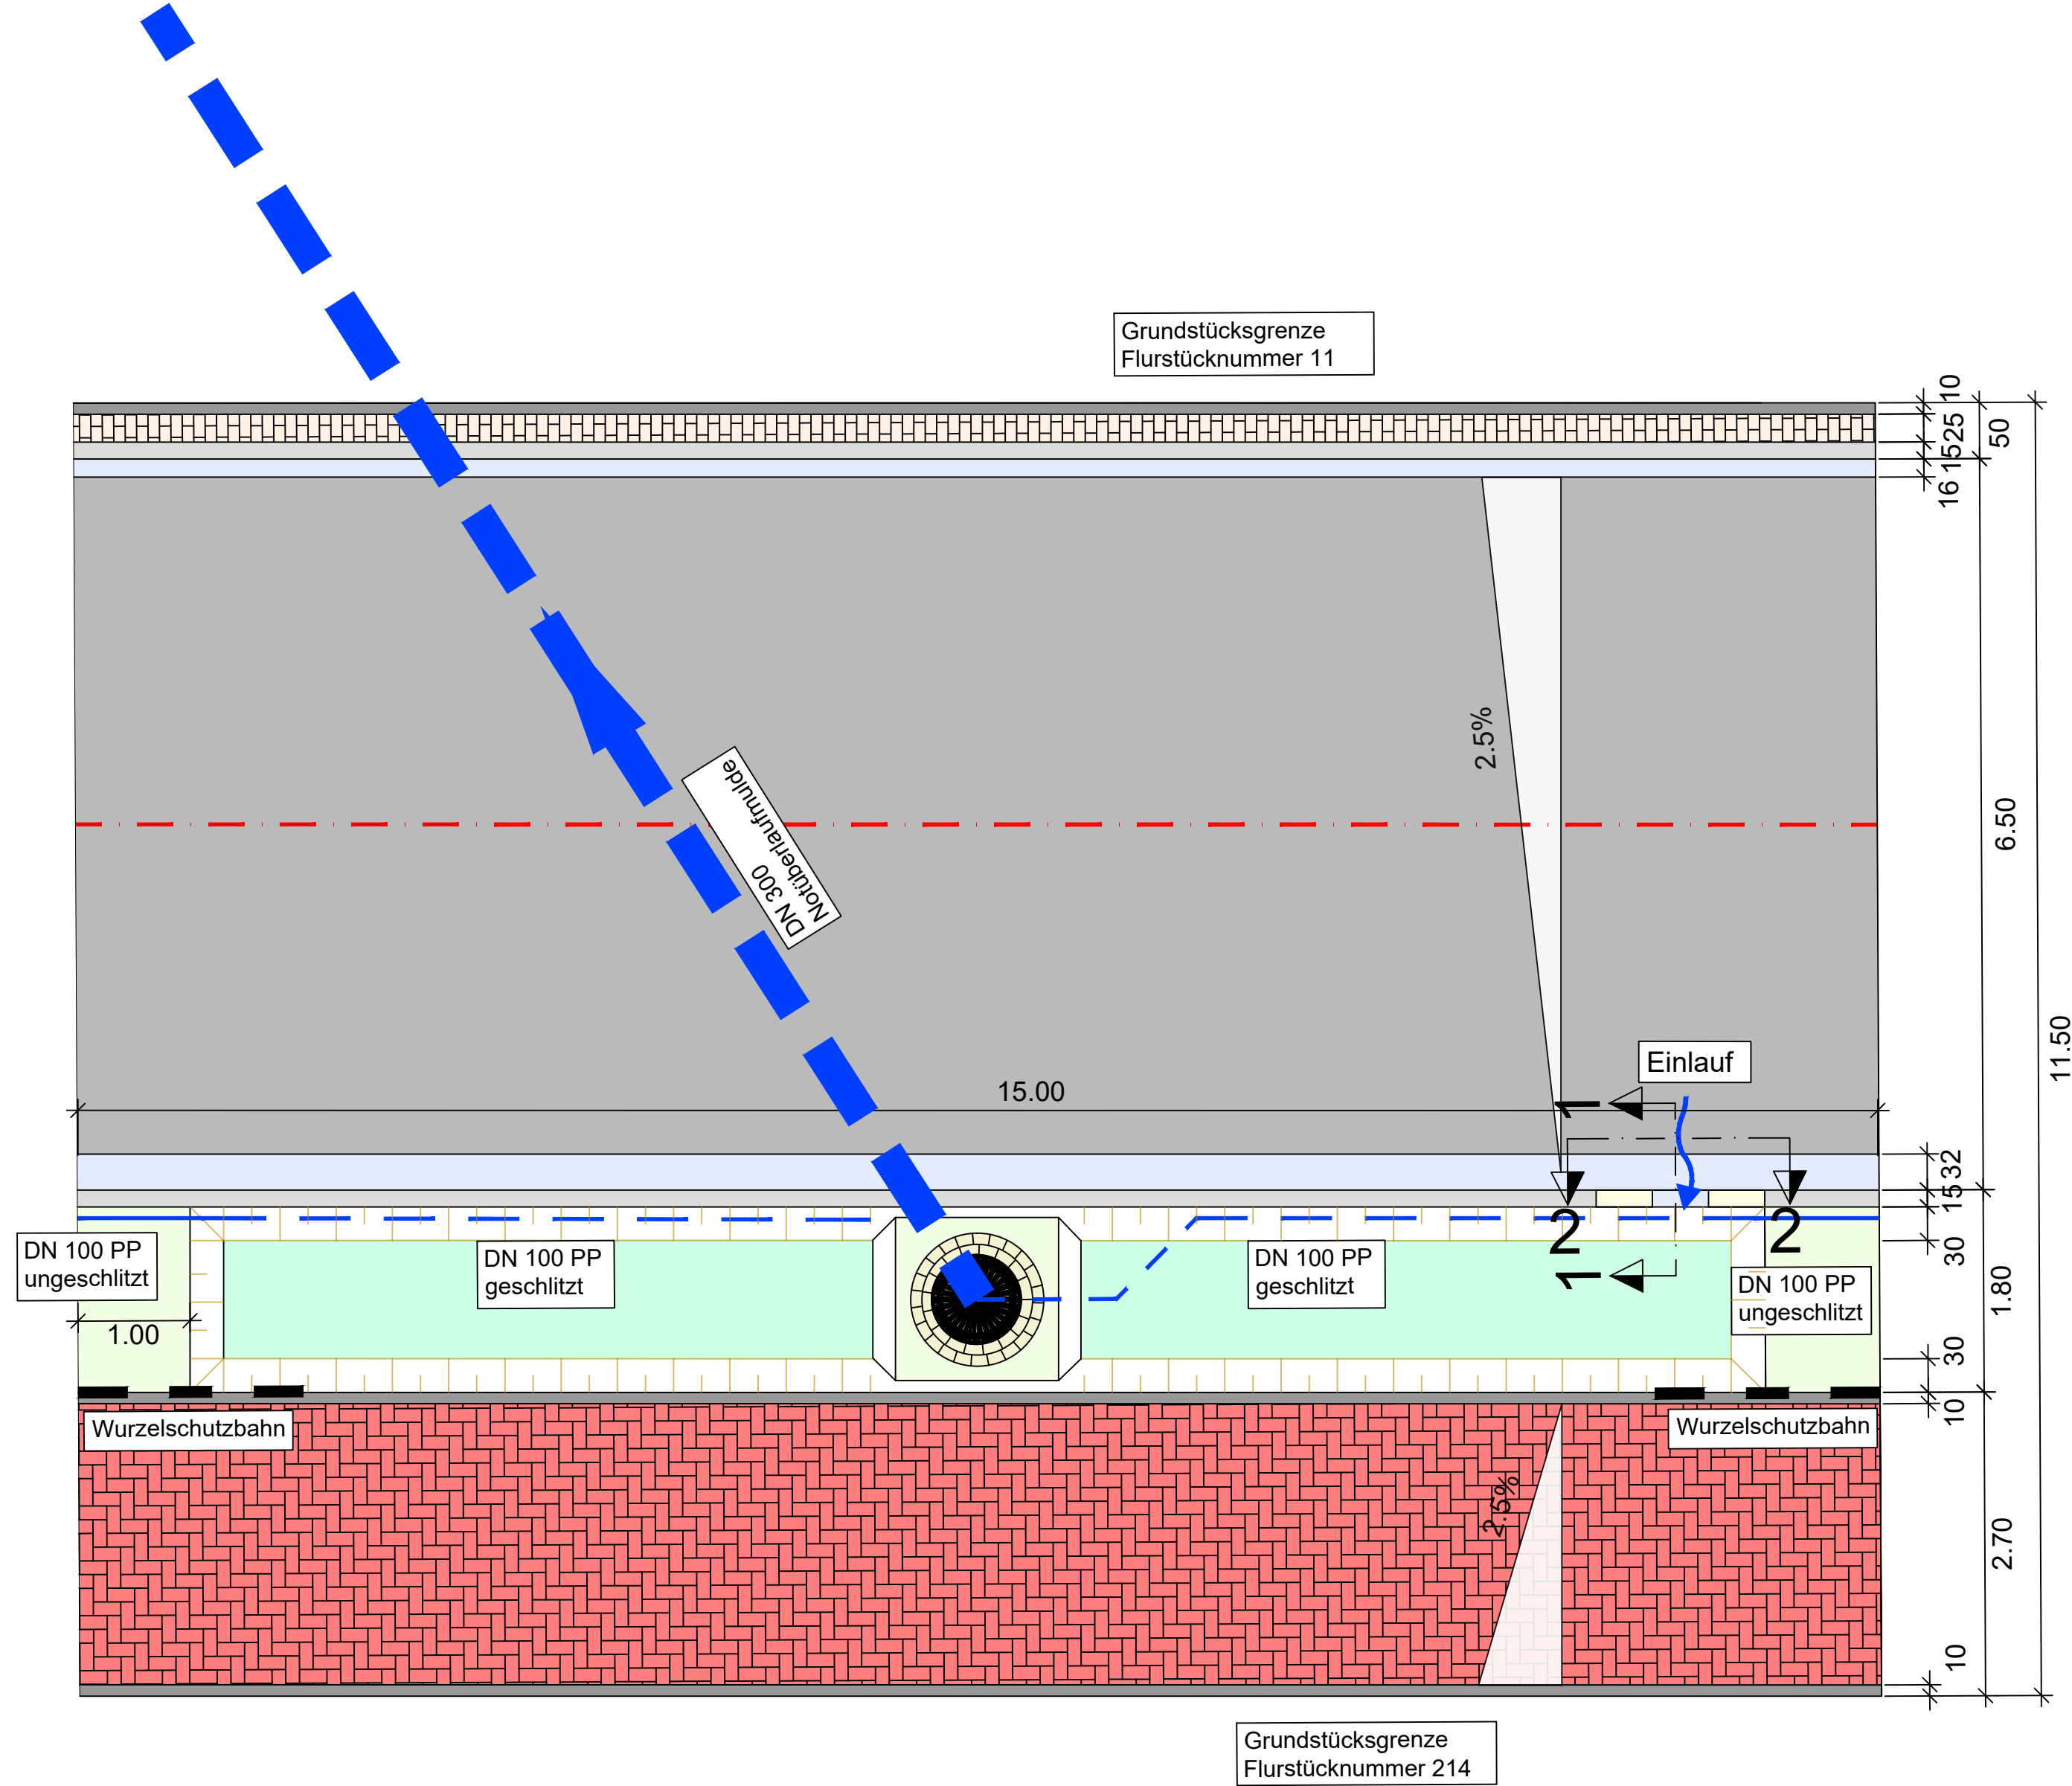 Grundstücksgrenze
Flurstücknummer 11
10
25
15
16
50
2.5%
6.50
11.50
DN 300
Notüberlaufmulde
15.00
Einlauf
1
1
2
2
32
15
30
1.80
30
10
DN 100 PP
ungeschlitzt
DN 100 PP
geschlitzt
DN 100 PP
geschlitzt
DN 100 PP
ungeschlitzt
1.00
Wurzelschutzbahn
Wurzelschutzbahn
2.5%
2.70
10
Grundstücksgrenze
Flurstücknummer 214